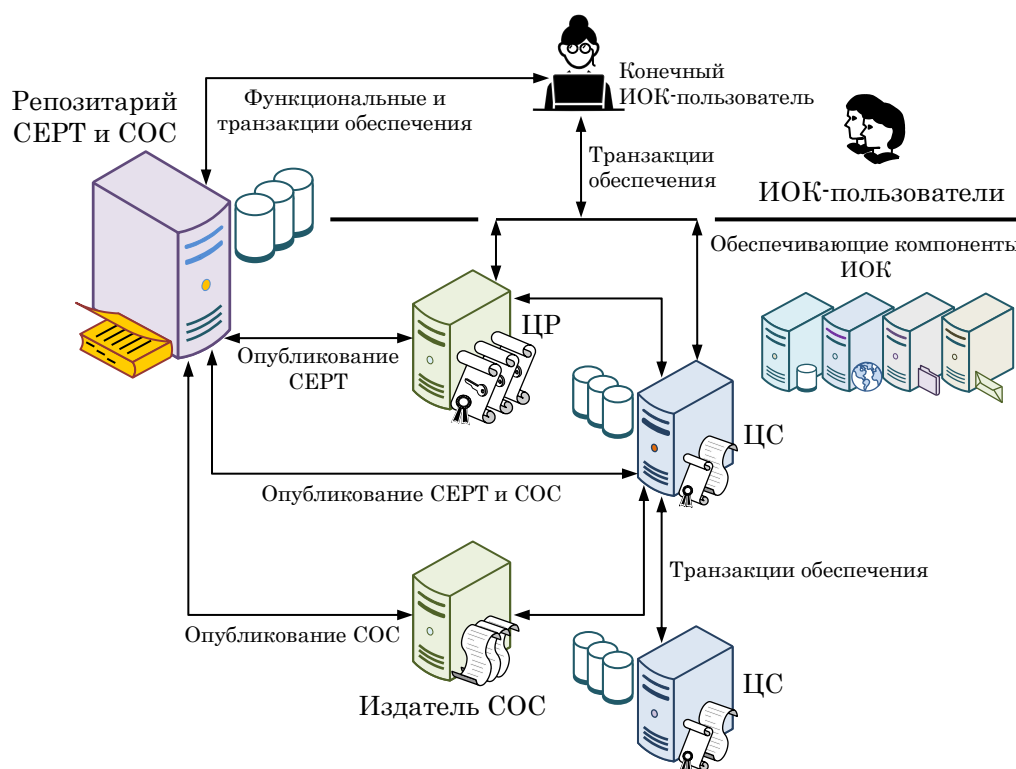 Конечный
ИОК-пользователь
Репозитарий
СЕРТ и СОС
Функциональные и
транзакции обеспечения
Транзакции
обеспечения
ИОК-пользователи
Обеспечивающие компоненты
ИОК
ЦР
Опубликование
СЕРТ
ЦС
Опубликование СЕРТ и СОС
Транзакции обеспечения
Опубликование СОС
Издатель СОС
ЦС